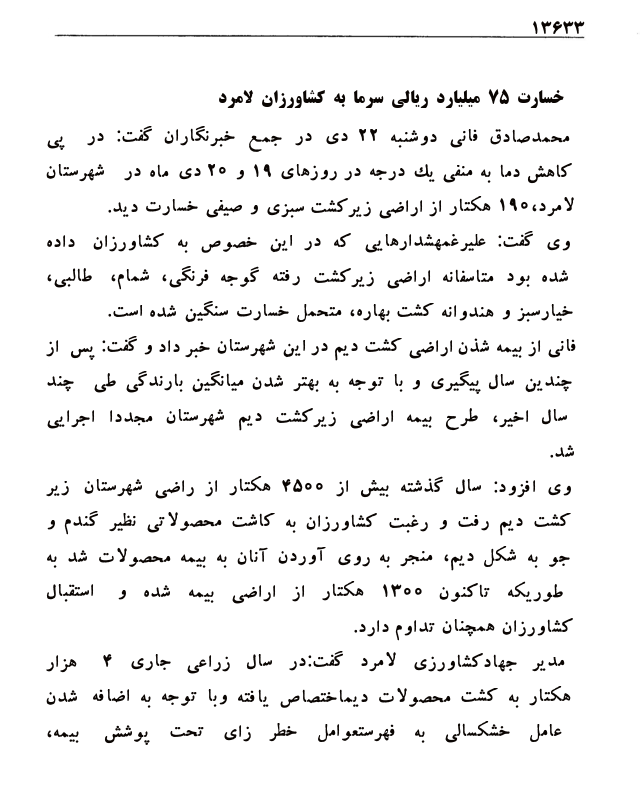 ۱۳۶۳۳
خسارت ۷۵ میلیارد ریالی سرما به کشاورزان لامرد
محمدصادق فانی دوشنبه ۲۲ دی در جمع خبرنگاران گفت: در پی
کاهش دما به منفی یك درجه در روزهای ۱۹ و ۲۰ دی ماه در شهرستان
لامرد،۱۹۰ هکتار از اراضی زیرکشت سبزی و صیفی خسارت دید.
وی گفت: علیرغمهشدارهایی که در این خصوص به کشاورزان داده
شده بود متاسفانه اراضی زیرکشت رفته گوجه فرنگی، شمام، طالبی،
خیارسبز و هندوانه کشت بهاره، متحمل خسارت سنگین شده است.
فانی از بیمه شذن اراضی کشت دیم در این شهرستان خبر داد و گفت: پس از
چندین سال پیگیری و با توجه به بهتر شدن میانگین بارندگی طی چند
سال اخیر، طرح بیمه اراضی زیرکشت دیم شهرستان مجددا اجرایی
شد.
وی افزود: سال گذشته بیش از ۴۵۰۰ هکتار از راضی شهرستان زیر
کشت دیم رفت و رغبت کشاورزان به کاشت محصولاتی نظیر گندم و
جو به شکل دیم، منجر به روی آوردن آنان به بیمه محصولات شد به
طوریکه تاکنون ۱۳۰۰ هکتار از اراضی بیمه شده و استقبال
کشاورزان همچنان تداوم دارد.
مدیر جهادکشاورزی لامرد گفت:در سال زراعی جاری ۴ هزار
هکتار به کشت محصولات دیماختصاص یافته وبا توجه به اضافه شدن
عامل خشکسالی به فهرستعوامل خطر زای تحت پوشش بیمه،